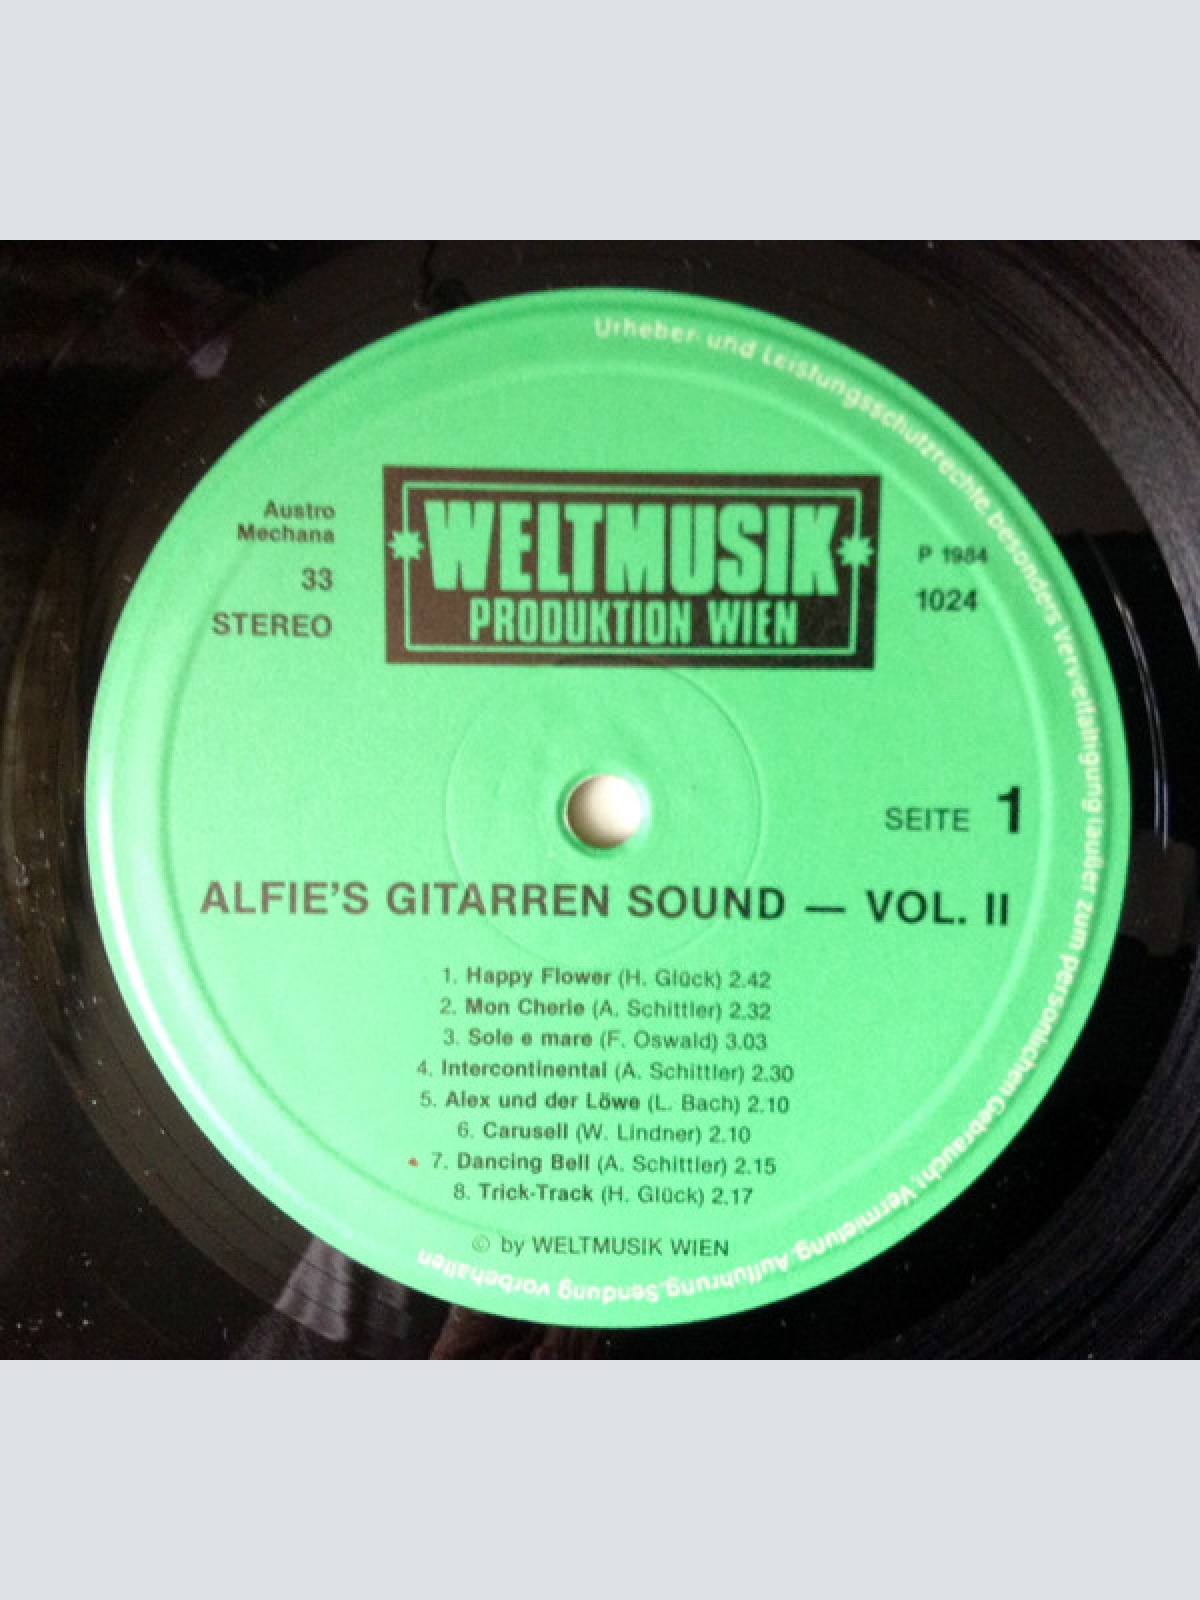 Urheber- und Leistungsschutzrechte besonders Vervielfältigung (außer zum persönlichen Gebrauch), Vermietung, Aufführung, Sendung vorbehalten
Austro
Mechana
33
STEREO
WELTMUSIK
PRODUKTION WIEN
P 1984
1024
SEITE 1
ALFIE'S GITARREN SOUND — VOL. II
1. Happy Flower (H. Glück) 2.42
2. Mon Cherie (A. Schittler) 2.32
3. Sole e mare (F. Oswald) 3.03
4. Intercontinental (A. Schittler) 2.30
5. Alex und der Löwe (L. Bach) 2.10
6. Carusell (W. Lindner) 2.10
7. Dancing Bell (A. Schittler) 2.15
8. Trick-Track (H. Glück) 2.17
© by WELTMUSIK WIEN